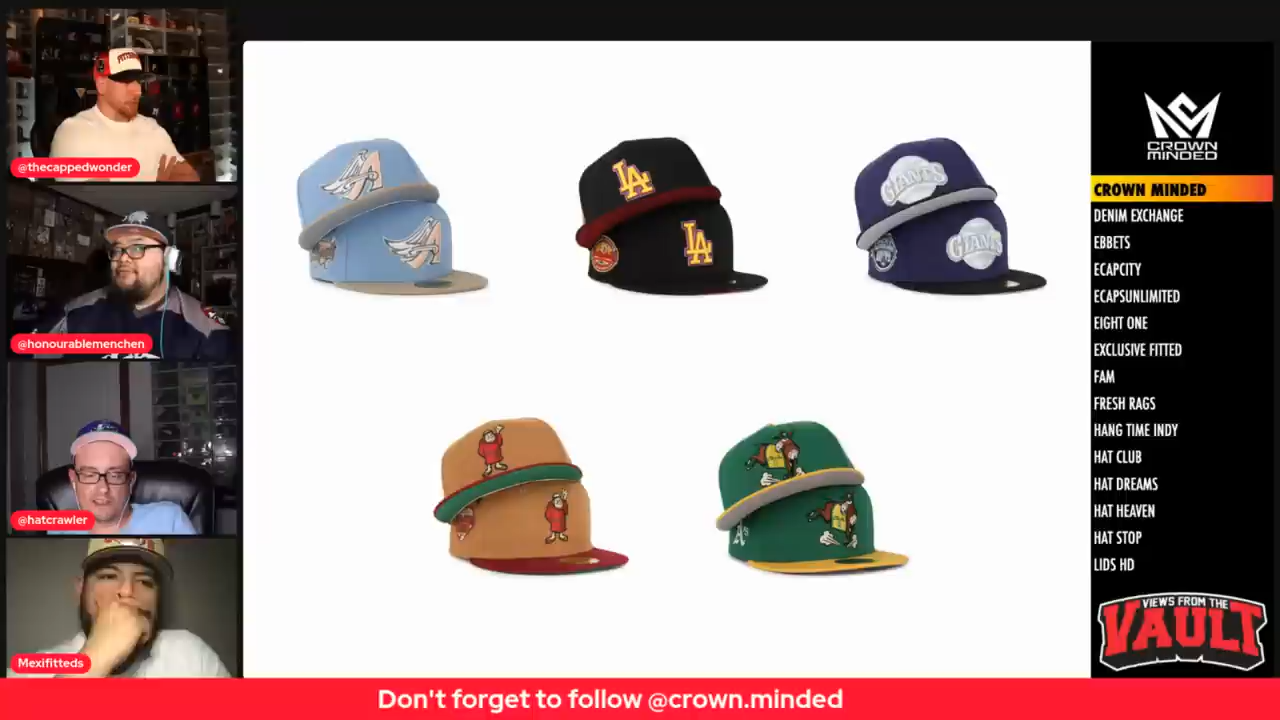 @thecappedwonder
@honourablemenchen
@hatcrawler
Mexifitteds
LA
LA
GIANTS
GIANTS
A's
CROWN
MINDED
CROWN MINDED
DENIM EXCHANGE
EBBETS
ECAPCITY
ECAPSUNLIMITED
EIGHT ONE
EXCLUSIVE FITTED
FAM
FRESH RAGS
HANG TIME INDY
HAT CLUB
HAT DREAMS
HAT HEAVEN
HAT STOP
LIDS HD
VIEWS FROM THE
VAULT
Don't forget to follow @crown.minded